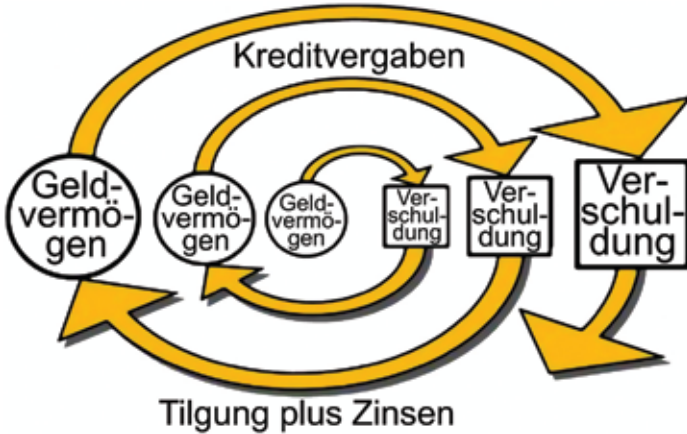 Kreditvergaben
Geld-
vermö-
gen
Geld-
vermö-
gen
Geld-
vermö-
gen
Ver-
schul-
dung
Ver-
schul-
dung
Ver-
schul-
dung
Tilgung plus Zinsen